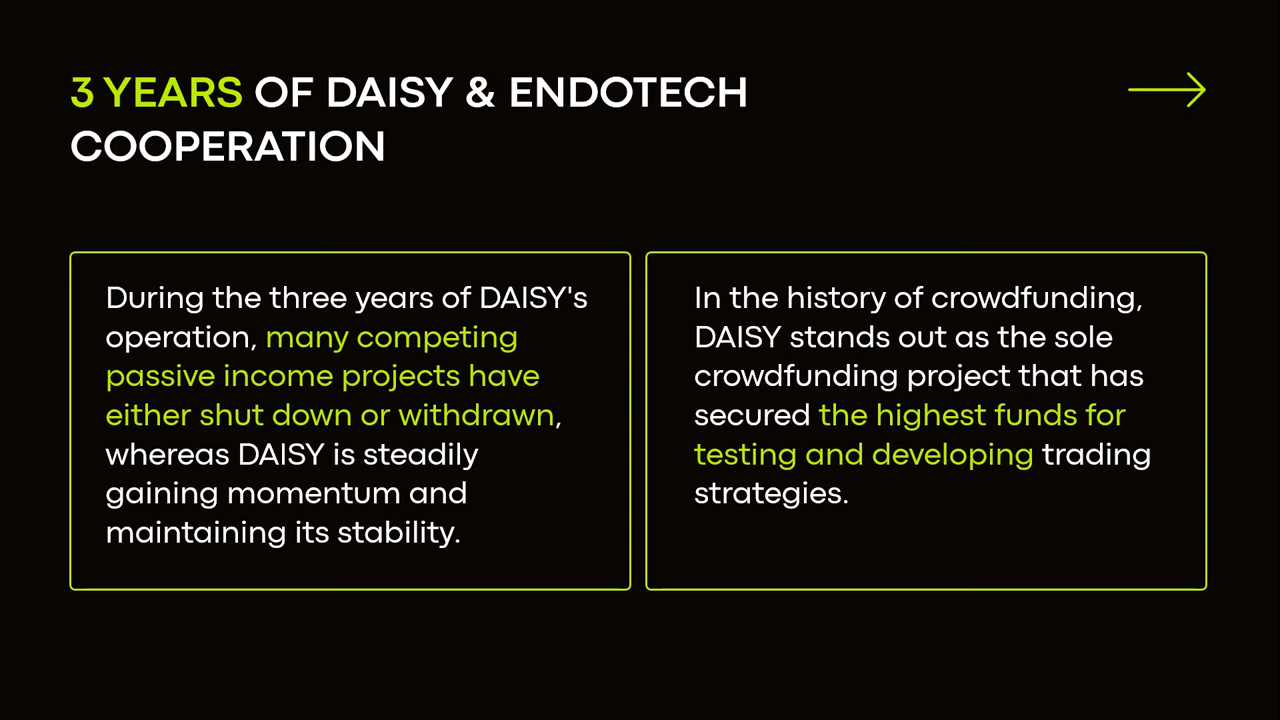 3 YEARS OF DAISY & ENDOTECH
COOPERATION
During the three years of DAISY's
operation, many competing
passive income projects have
either shut down or withdrawn,
whereas DAISY is steadily
gaining momentum and
maintaining its stability.
In the history of crowdfunding,
DAISY stands out as the sole
crowdfunding project that has
secured the highest funds for
testing and developing trading
strategies.